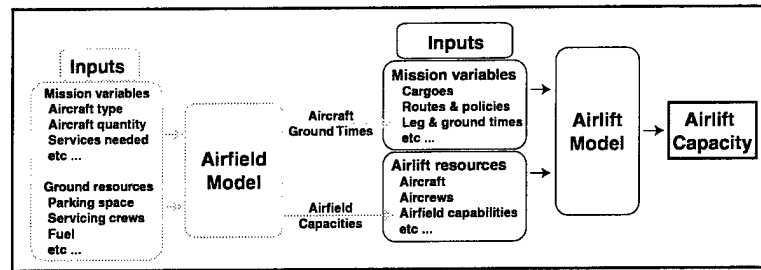 Inputs
Mission variables
Aircraft type
Aircraft quantity
Services needed
etc ...
Ground resources
Parking space
Servicing crews
Fuel
etc ...
Airfield
Model
Aircraft
Ground Times
Airfield
Capacities
Inputs
Mission variables
Cargoes
Routes & policies
Leg & ground times
etc ...
Airlift resources
Aircraft
Aircrews
Airfield capabilities
etc ...
Airlift
Model
Airlift
Capacity